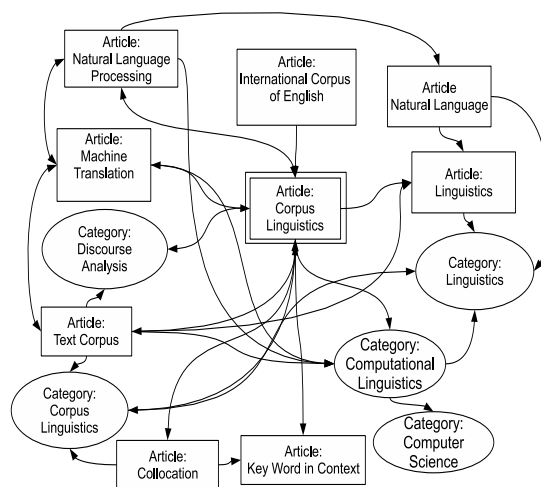 Article:
Natural Language
Processing
Article:
International Corpus
of English
Article
Natural Language
Article:
Machine
Translation
Article:
Corpus
Linguistics
Article:
Linguistics
Category:
Discourse
Analysis
Category:
Linguistics
Article:
Text Corpus
Category:
Computational
Linguistics
Category:
Corpus
Linguistics
Category:
Computer
Science
Article:
Collocation
Article:
Key Word in Context